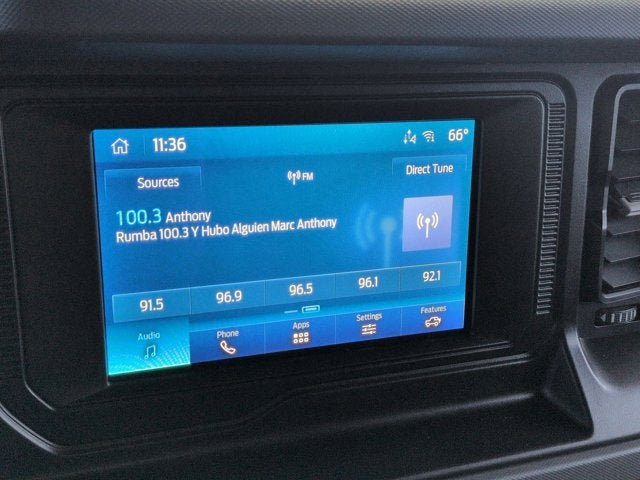 11:36 66°
Sources FM Direct Tune
100.3 Anthony
Rumba 100.3 Y Hubo Alguien Marc Anthony
91.5 96.9 96.5 96.1 92.1
Audio Phone Apps Settings Features